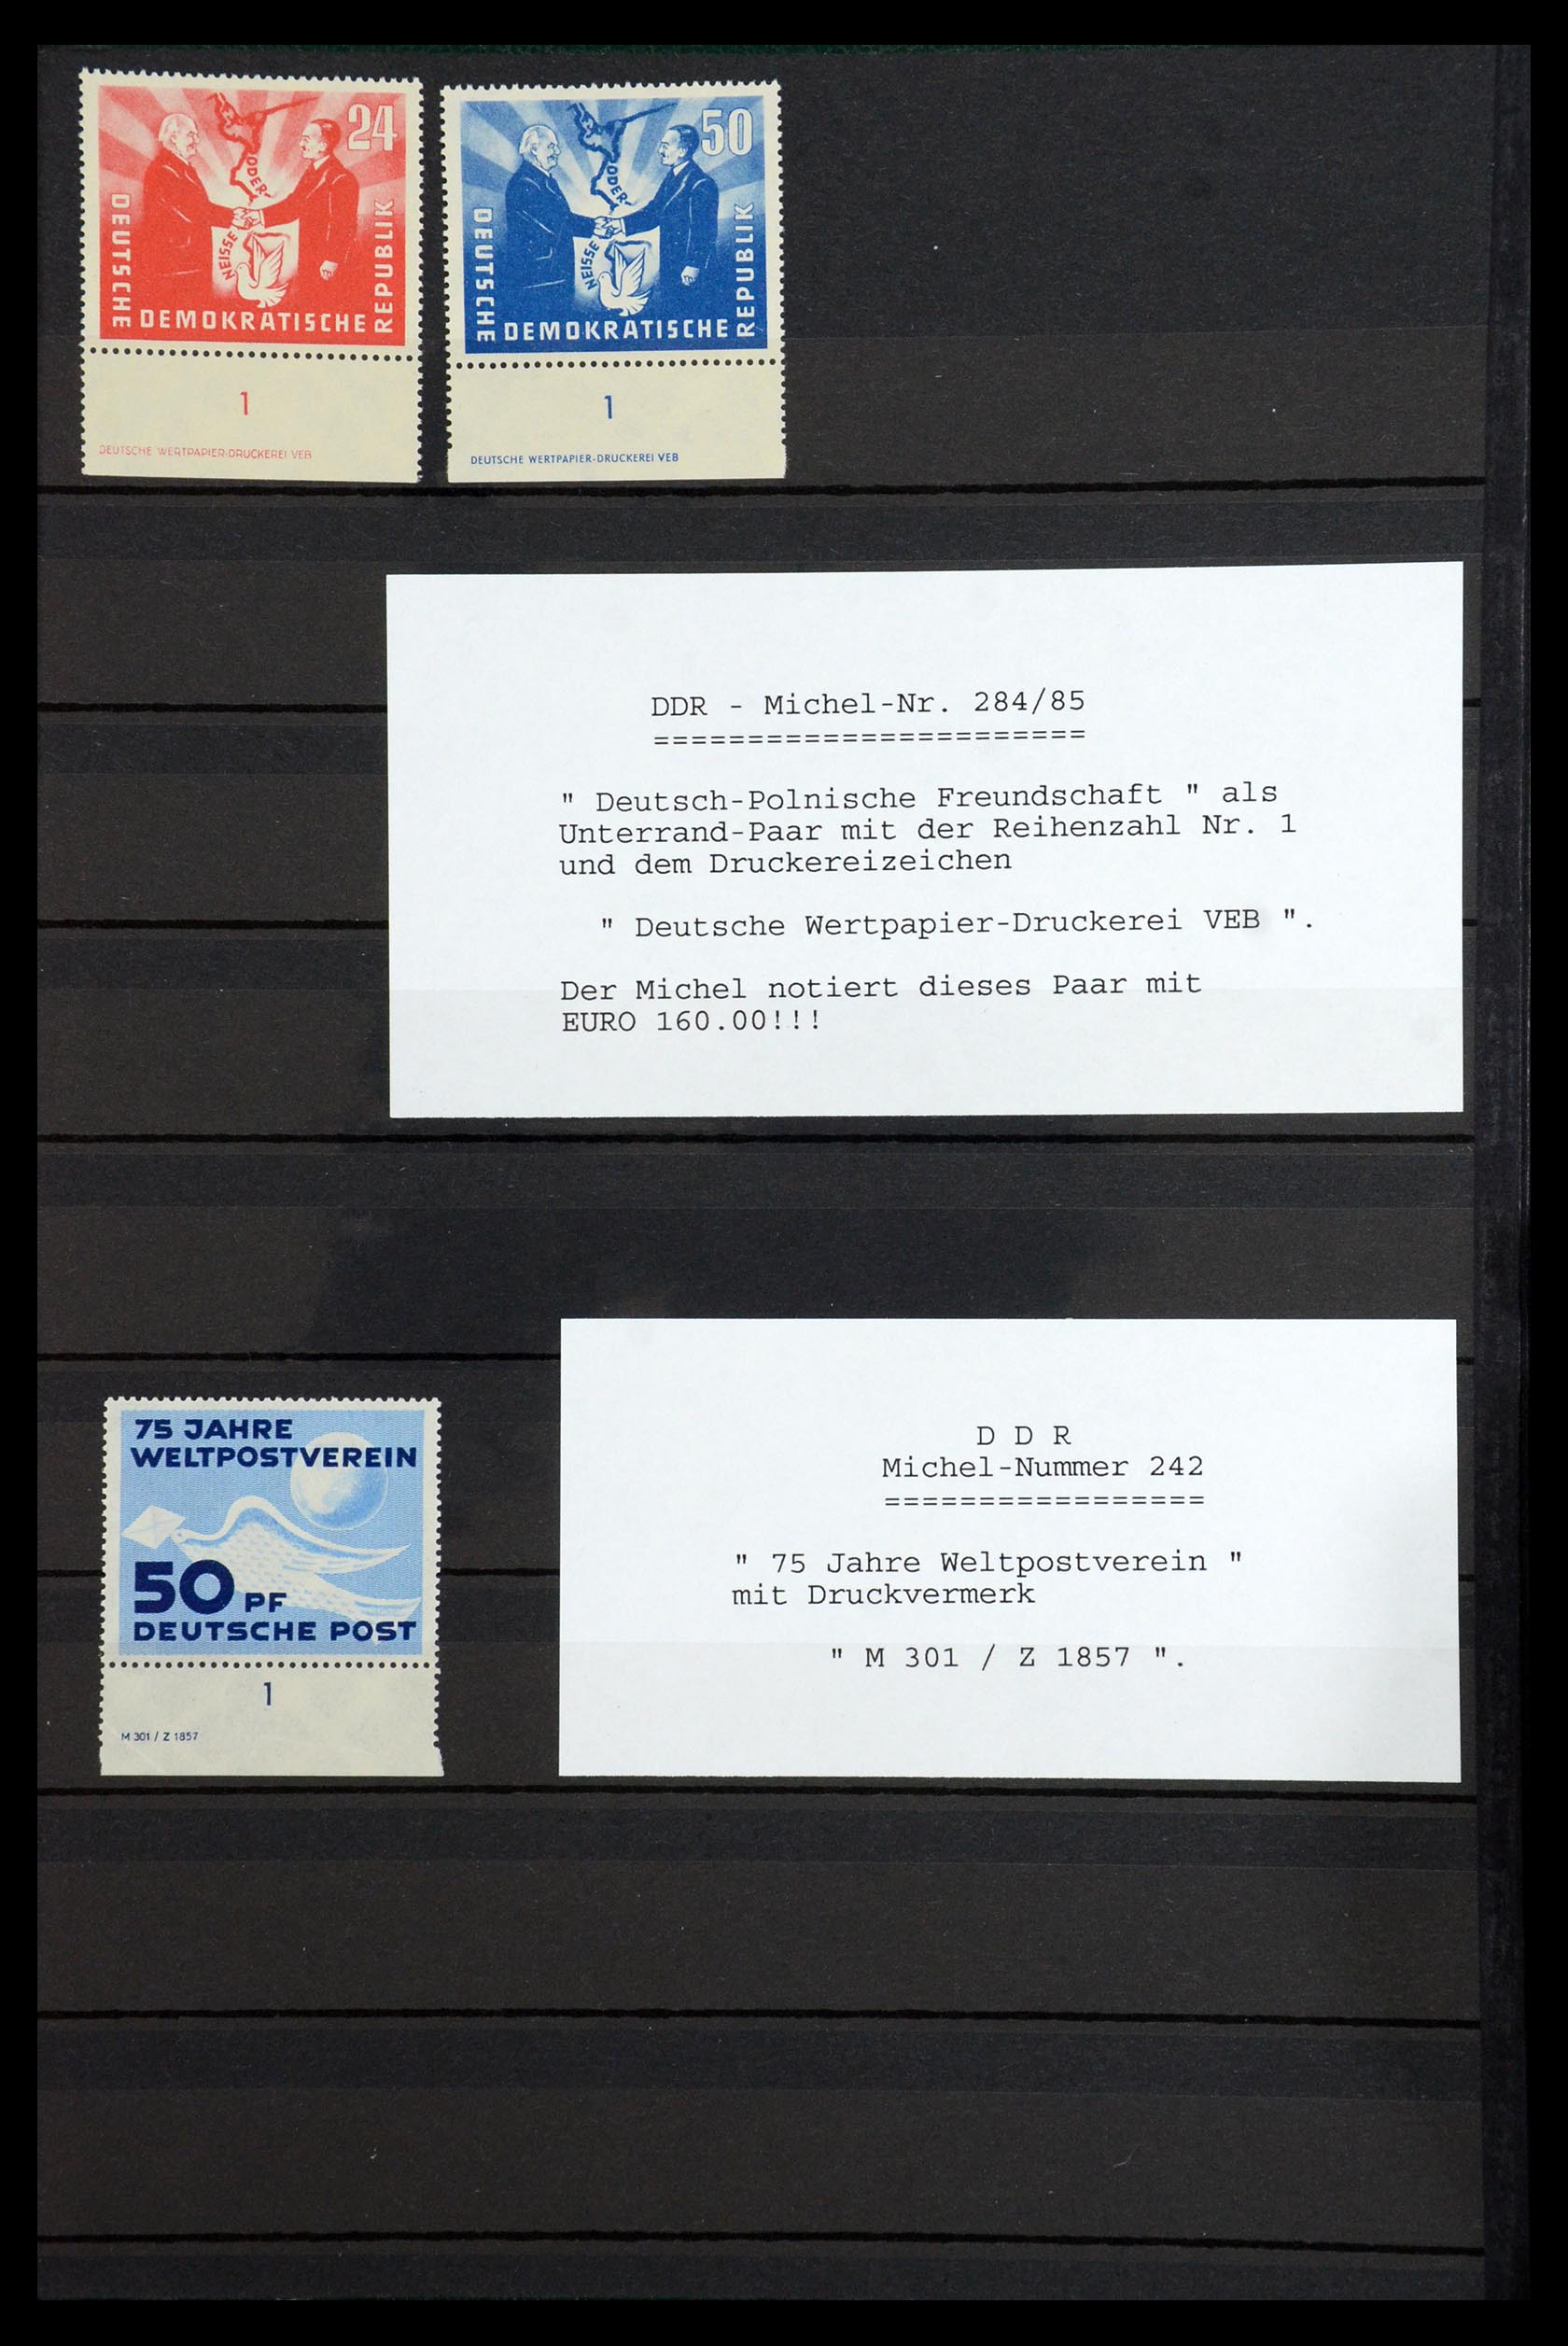 24
ODER
NEISSE
DEUTSCHE
DEMOKRATISCHE
REPUBLIK
1
DEUTSCHE WERTPAPIER-DRUCKEREI VEB
50
ODER
NEISSE
DEUTSCHE
DEMOKRATISCHE
REPUBLIK
1
DEUTSCHE WERTPAPIER-DRUCKEREI VEB
DDR - Michel-Nr. 284/85
=======================
" Deutsch-Polnische Freundschaft " als
Unterrand-Paar mit der Reihenzahl Nr. 1
und dem Druckereizeichen
" Deutsche Wertpapier-Druckerei VEB ".
Der Michel notiert dieses Paar mit
EURO 160.00!!!
75 JAHRE
WELTPOSTVEREIN
50 PF
DEUTSCHE POST
1
M 301 / Z 1857
D D R
Michel-Nummer 242
=================
" 75 Jahre Weltpostverein "
mit Druckvermerk
" M 301 / Z 1857 ".